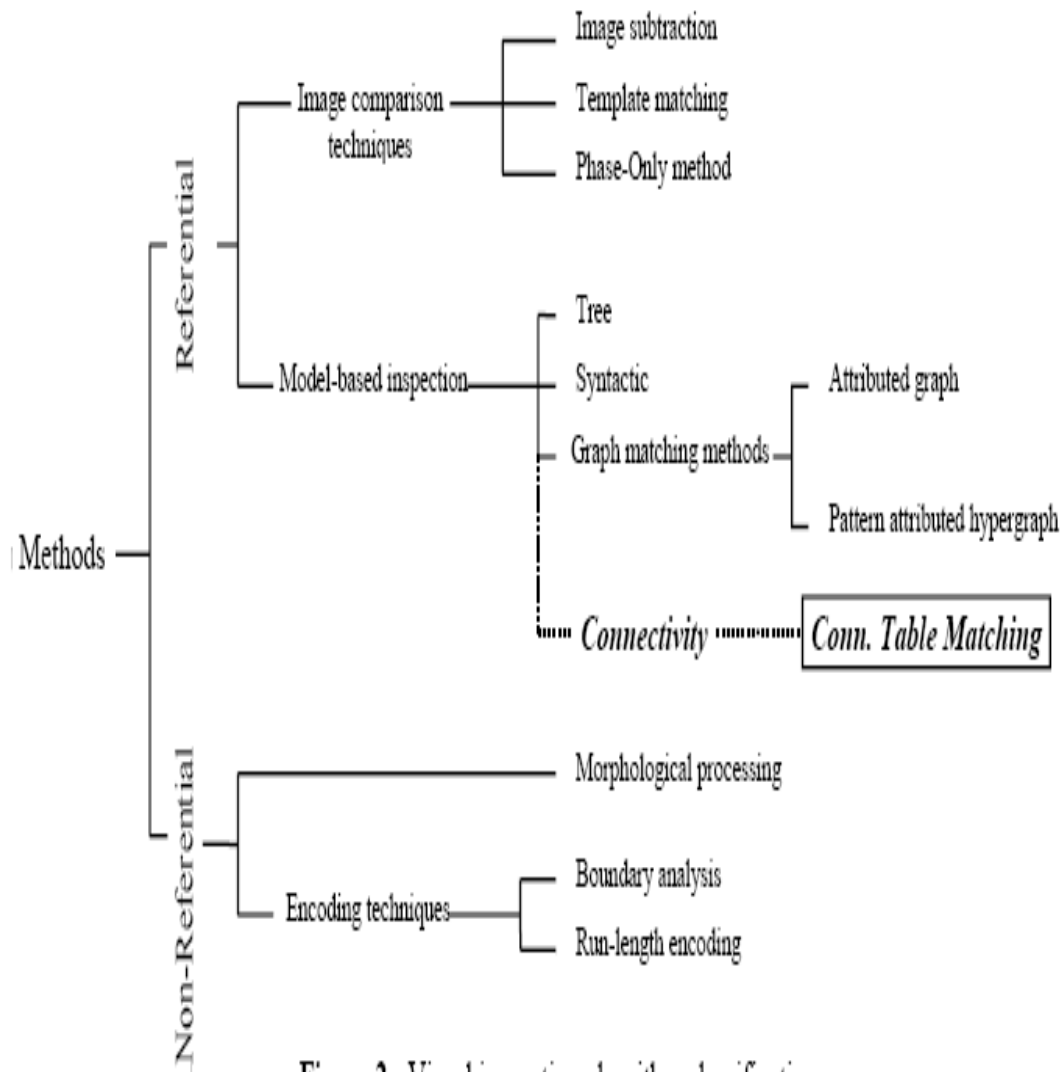 Image subtraction
Image comparison
techniques
Template matching
Phase-Only method
Referential
Tree
Model-based inspection
Syntactic
Attributed graph
Graph matching methods
Pattern attributed hypergraph
Methods
Connectivity
Conn. Table Matching
Non-Referential
Morphological processing
Boundary analysis
Encoding techniques
Run-length encoding